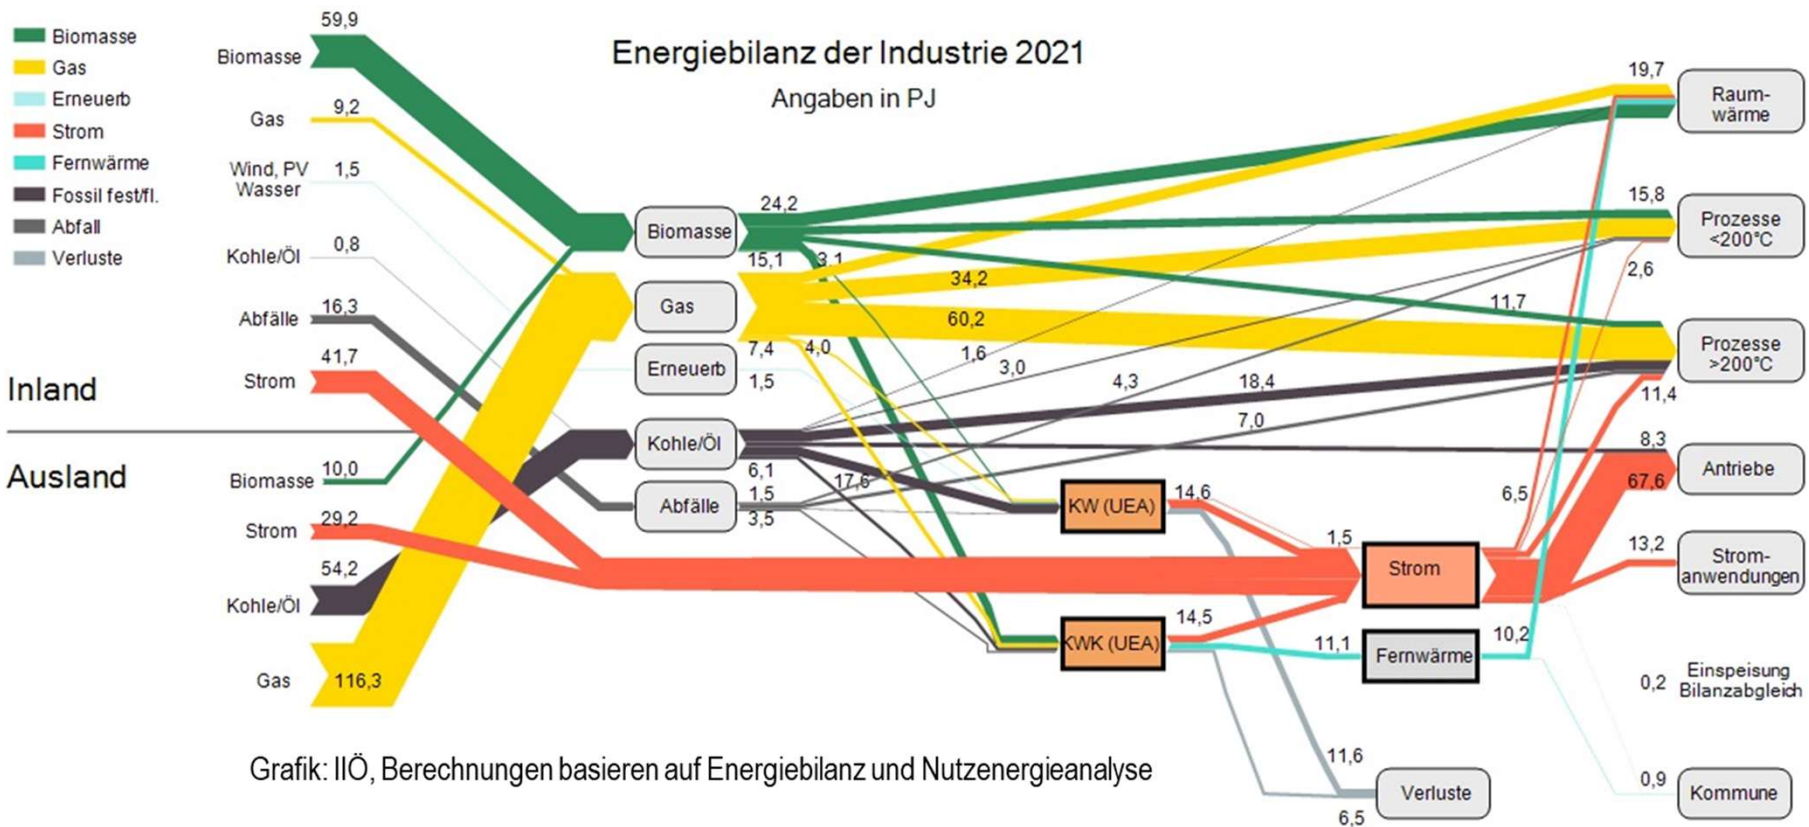 Energiebilanz der Industrie 2021
Angaben in PJ
Biomasse
Gas
Erneuerb
Strom
Fernwärme
Fossil fest/fl.
Abfall
Verluste
59,9
Biomasse
9,2
Gas
Wind, PV
Wasser
1,5
Kohle/Öl
0,8
Abfälle
16,3
Strom
41,7
Inland
Ausland
Biomasse
10,0
Strom
29,2
54,2
Kohle/Öl
Gas
116,3
Biomasse
Gas
Erneuerb
Kohle/Öl
Abfälle
24,2
15,1
3,1
34,2
60,2
7,4
4,0
1,5
6,1
1,5
3,5
17,6
1,6
3,0
4,3
18,4
7,0
11,7
KW (UEA)
14,6
KWK (UEA)
14,5
11,1
1,5
Strom
Fernwärme
10,2
6,5
11,6
6,5
Verluste
19,7
Raum-
wärme
15,8
Prozesse
<200°C
2,6
Prozesse
>200°C
11,4
8,3
Antriebe
67,6
13,2
Strom-
anwendungen
0,2
Einspeisung
Bilanzabgleich
0,9
Kommune
Grafik: IIÖ, Berechnungen basieren auf Energiebilanz und Nutzenergieanalyse